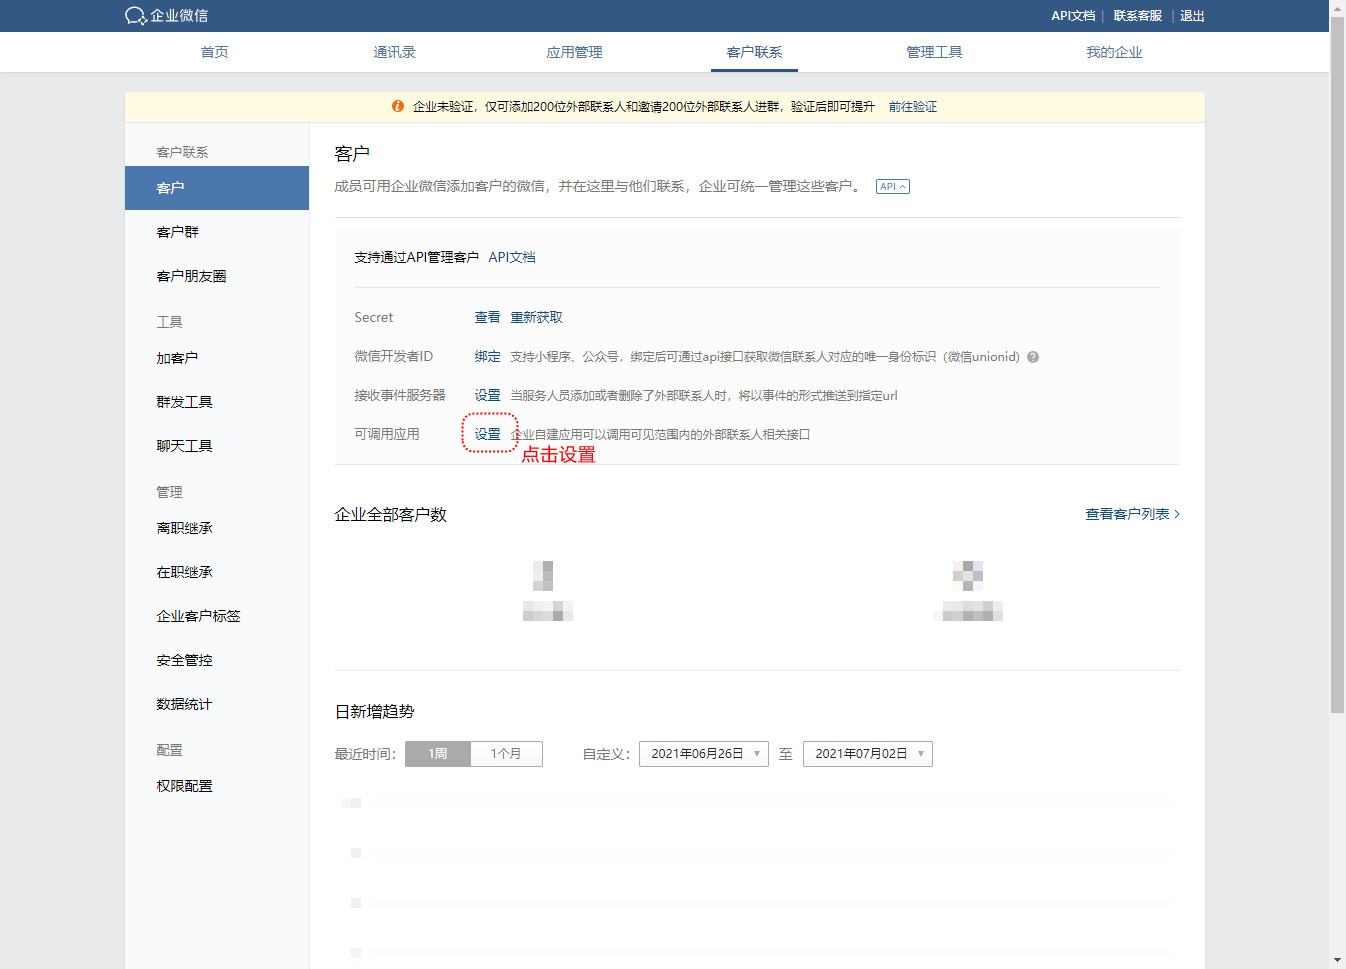 企业微信
API文档 | 联系客服 | 退出
首页 通讯录 应用管理 客户联系 管理工具 我的企业
企业未验证，仅可添加200位外部联系人和邀请200位外部联系人进群，验证后即可提升 前往验证
客户联系
客户
客户群
客户朋友圈
工具
加客户
群发工具
聊天工具
管理
离职继承
在职继承
企业客户标签
安全管控
数据统计
配置
权限配置
客户
成员可用企业微信添加客户的微信，并在这里与他们联系，企业可统一管理这些客户。 API
支持通过API管理客户 API文档
Secret 查看 重新获取
微信开发者ID 绑定 支持小程序、公众号，绑定后可通过api接口获取微信联系人对应的唯一身份标识（微信unionid） ?
接收事件服务器 设置 当服务人员添加或者删除了外部联系人时，将以事件的形式推送到指定url
可调用应用 设置 企业自建应用可以调用可见范围内的外部联系人相关接口
点击设置
企业全部客户数 查看客户列表
日新增趋势
最近时间： 1周 1个月 自定义： 2021年06月26日 至 2021年07月02日